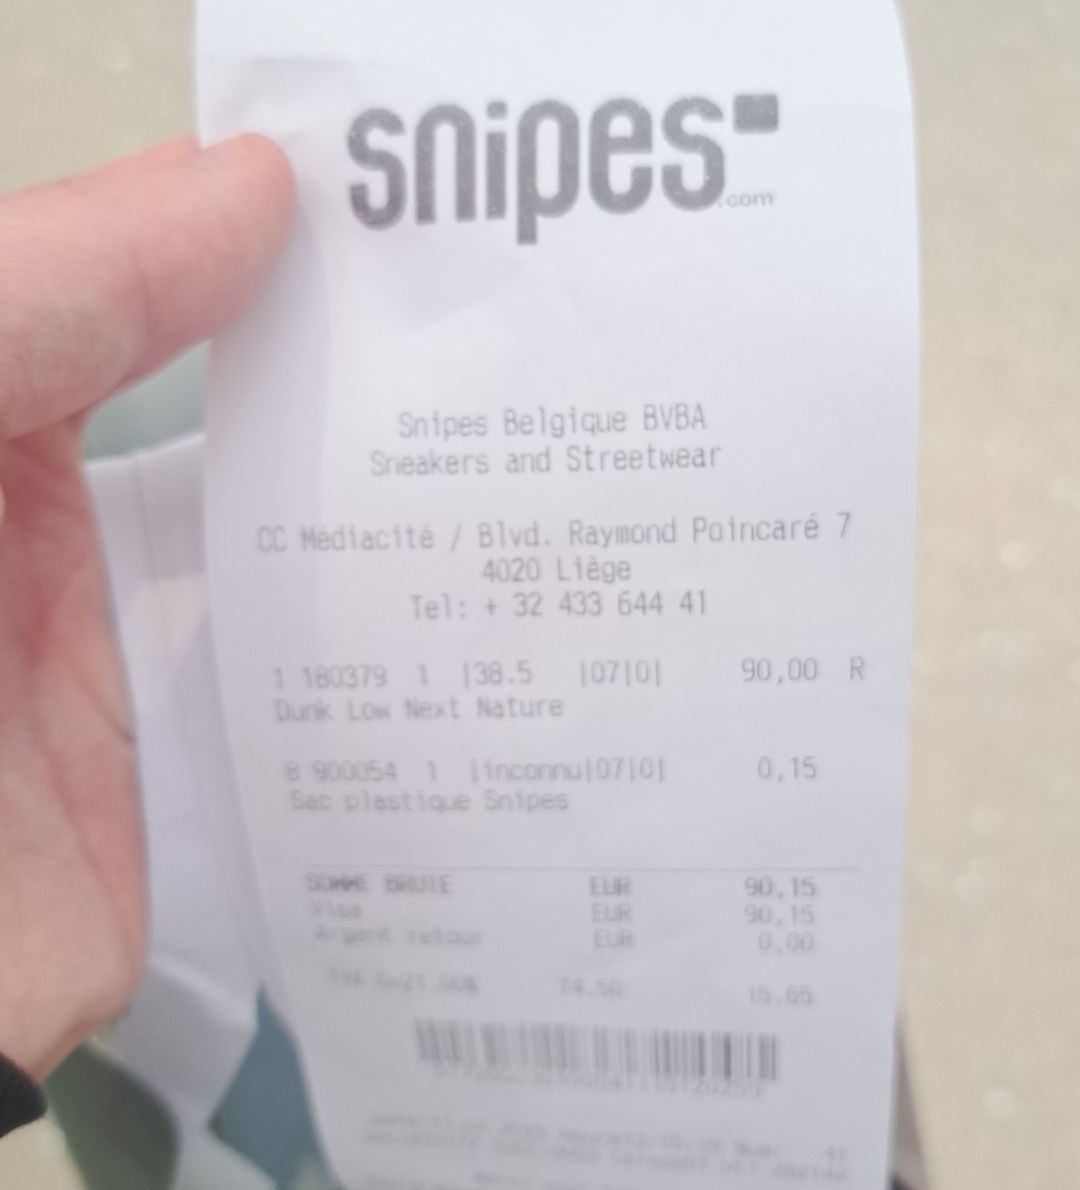 snipes
.com
Snipes Belgique BVBA
Sneakers and Streetwear
CC Médiacité / Blvd. Raymond Poincaré 7
4020 Liège
Tel: + 32 433 644 41
1 180379 1 |38.5 |07|0| 90,00 R
Dunk Low Next Nature
8 900054 1 |inconnu|07|0| 0,15
Sac plastique Snipes
SOMME BRUTE EUR 90,15
Visa EUR 90,15
Argent retour EUR 0,00
21.00% 74.50 15.65